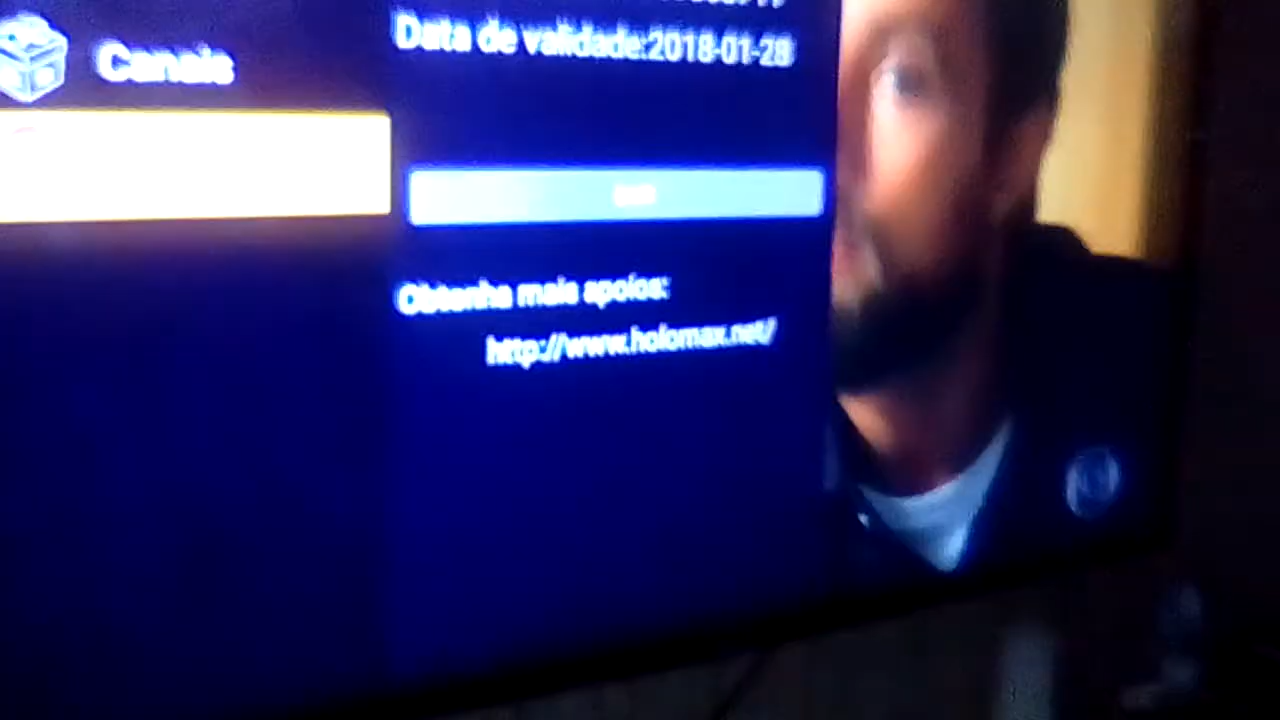 Data de validade:2018-01-28
Canais
Obtenha mais apoios:
http://www.holomax.net/